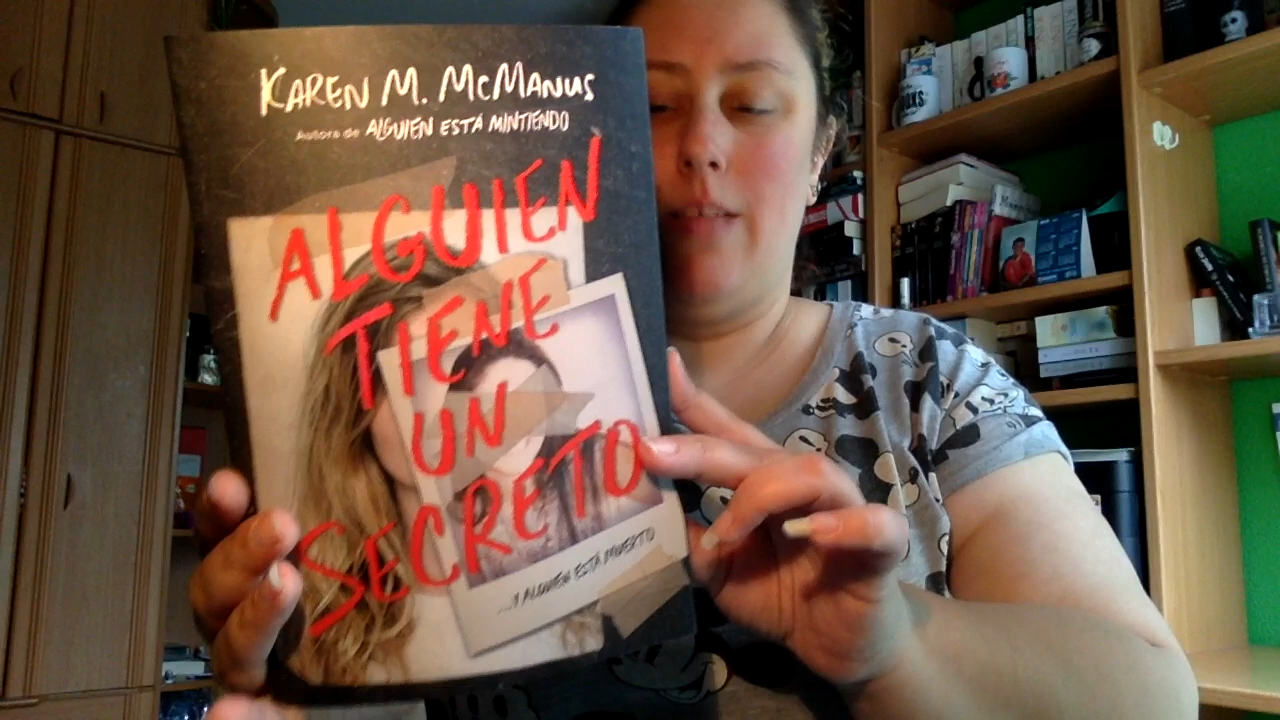 KAREN M. MCMANUS
Autora de ALGUIEN ESTÁ MINTIENDO
ALGUIEN
TIENE
UN
SECRETO
...Y ALGUIEN ESTÁ MUERTO